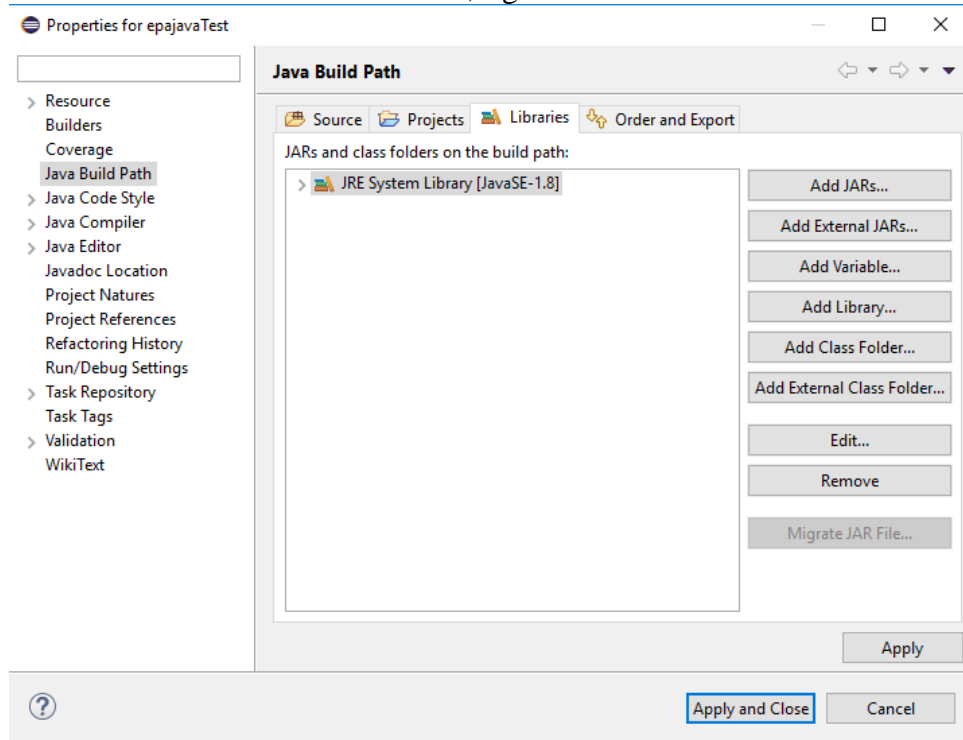 Properties for epajavaTest
Java Build Path
Resource
Builders
Coverage
Java Build Path
Java Code Style
Java Compiler
Java Editor
Javadoc Location
Project Natures
Project References
Refactoring History
Run/Debug Settings
Task Repository
Task Tags
Validation
WikiText
Source Projects Libraries Order and Export
JARs and class folders on the build path:
JRE System Library [JavaSE-1.8]
Add JARs...
Add External JARs...
Add Variable...
Add Library...
Add Class Folder...
Add External Class Folder...
Edit...
Remove
Migrate JAR File...
Apply
Apply and Close
Cancel